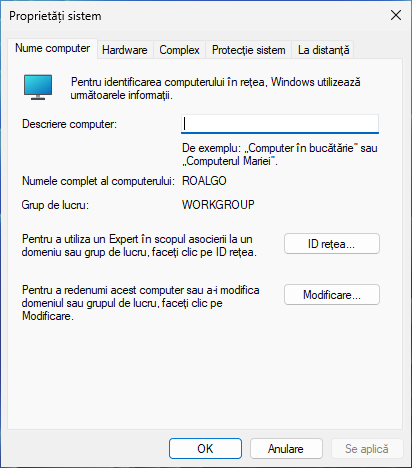 Proprietăți sistem
Nume computer
Hardware
Complex
Protecție sistem
La distanță
Pentru identificarea computerului în rețea, Windows utilizează
următoarele informații.
Descriere computer:
De exemplu: „Computer în bucătărie” sau
„Computerul Mariei”.
Numele complet al computerului: ROALGO
Grup de lucru: WORKGROUP
Pentru a utiliza un Expert în scopul asocierii la un
domeniu sau grup de lucru, faceți clic pe ID rețea.
ID rețea...
Pentru a redenumi acest computer sau a-i modifica
domeniul sau grupul de lucru, faceți clic pe
Modificare.
Modificare...
OK
Anulare
Se aplică